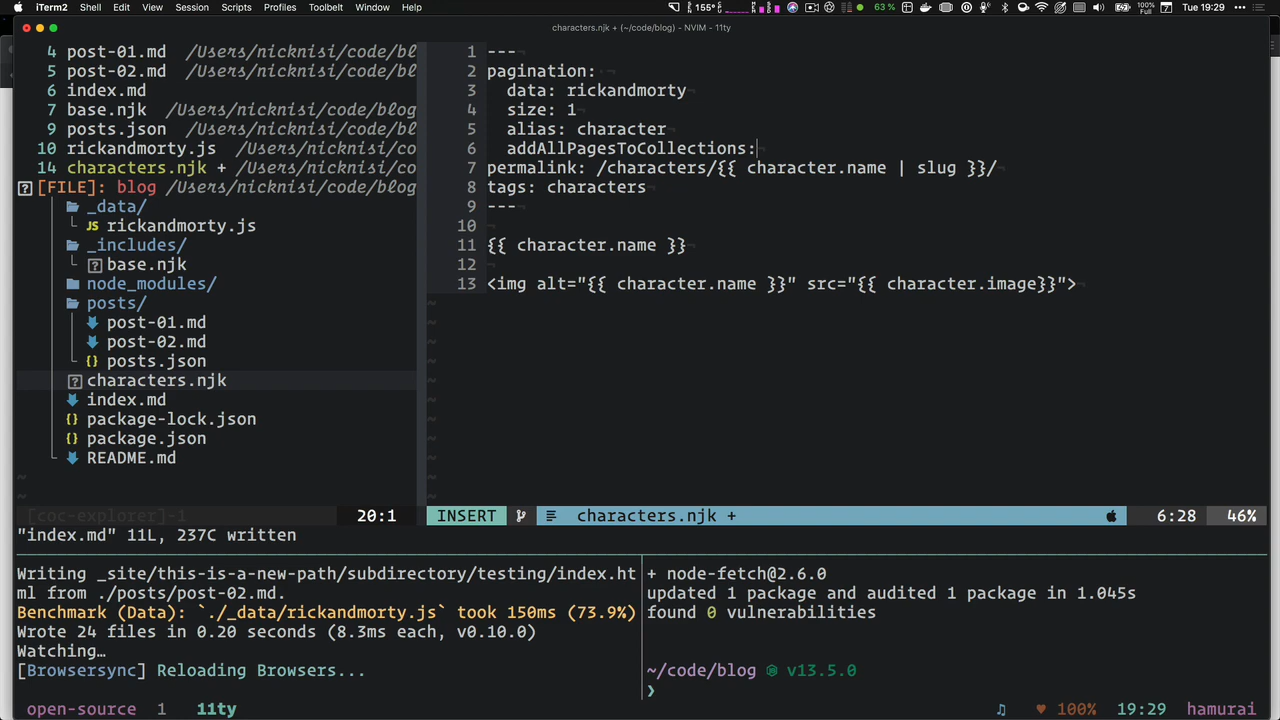 iTerm2 Shell Edit View Session Scripts Profiles Toolbelt Window Help 155° 63 % 100% Full Tue 19:29
characters.njk + (~/code/blog) - NVIM - 11ty
4 post-01.md /Users/nicknisi/code/bl
5 post-02.md /Users/nicknisi/code/bl
6 index.md
7 base.njk /Users/nicknisi/code/blog
9 posts.json /Users/nicknisi/code/bl
10 rickandmorty.js /Users/nicknisi/co
14 characters.njk + /Users/nicknisi/co
[FILE]: blog /Users/nicknisi/code/blog
_data/
JS rickandmorty.js
_includes/
base.njk
node_modules/
posts/
post-01.md
post-02.md
{} posts.json
characters.njk
index.md
{} package-lock.json
{} package.json
README.md
~
~
[coc-explorer]-1 20:1
1 ---¬
2 pagination: ¬
3 data: rickandmorty¬
4 size: 1¬
5 alias: character¬
6 addAllPagesToCollections:
7 permalink: /characters/{{ character.name | slug }}/¬
8 tags: characters¬
9 ---¬
10 ¬
11 {{ character.name }}¬
12 ¬
13 <img alt="{{ character.name }}" src="{{ character.image}}">¬
~
~
~
~
~
~
~
~
~
~
~
INSERT characters.njk + 6:28 46%
"index.md" 11L, 237C written
Writing _site/this-is-a-new-path/subdirectory/testing/index.ht
ml from ./posts/post-02.md.
Benchmark (Data): `./_data/rickandmorty.js` took 150ms (73.9%)
Wrote 24 files in 0.20 seconds (8.3ms each, v0.10.0)
Watching…
[Browsersync] Reloading Browsers...
+ node-fetch@2.6.0
updated 1 package and audited 1 package in 1.045s
found 0 vulnerabilities
~/code/blog v13.5.0
❯
open-source 1 11ty ♫ ♥ 100% 19:29 hamurai